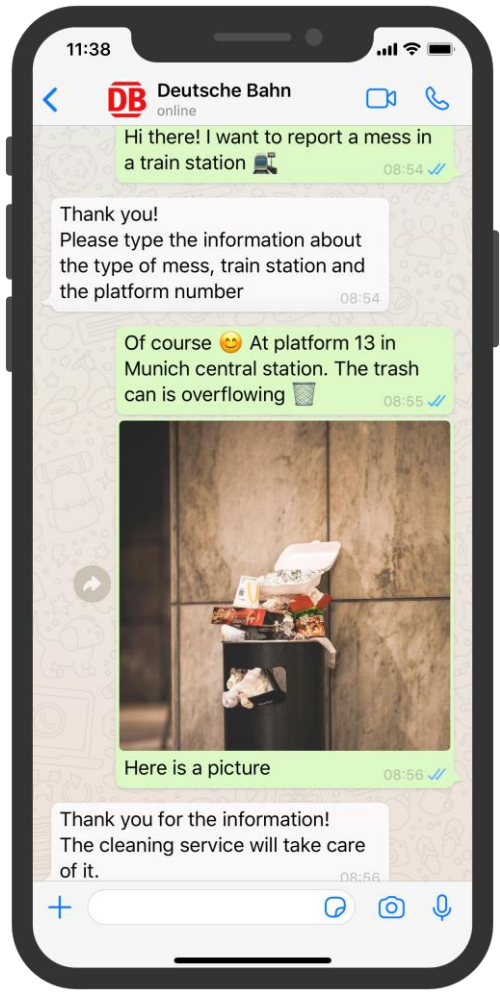 11:38
DB
Deutsche Bahn
online
Hi there! I want to report a mess in
a train station 🚉
08:54
Thank you!
Please type the information about
the type of mess, train station and
the platform number
08:54
Of course 😊 At platform 13 in
Munich central station. The trash
can is overflowing 🗑️
08:55
Here is a picture
08:56
Thank you for the information!
The cleaning service will take care
of it.
08:56